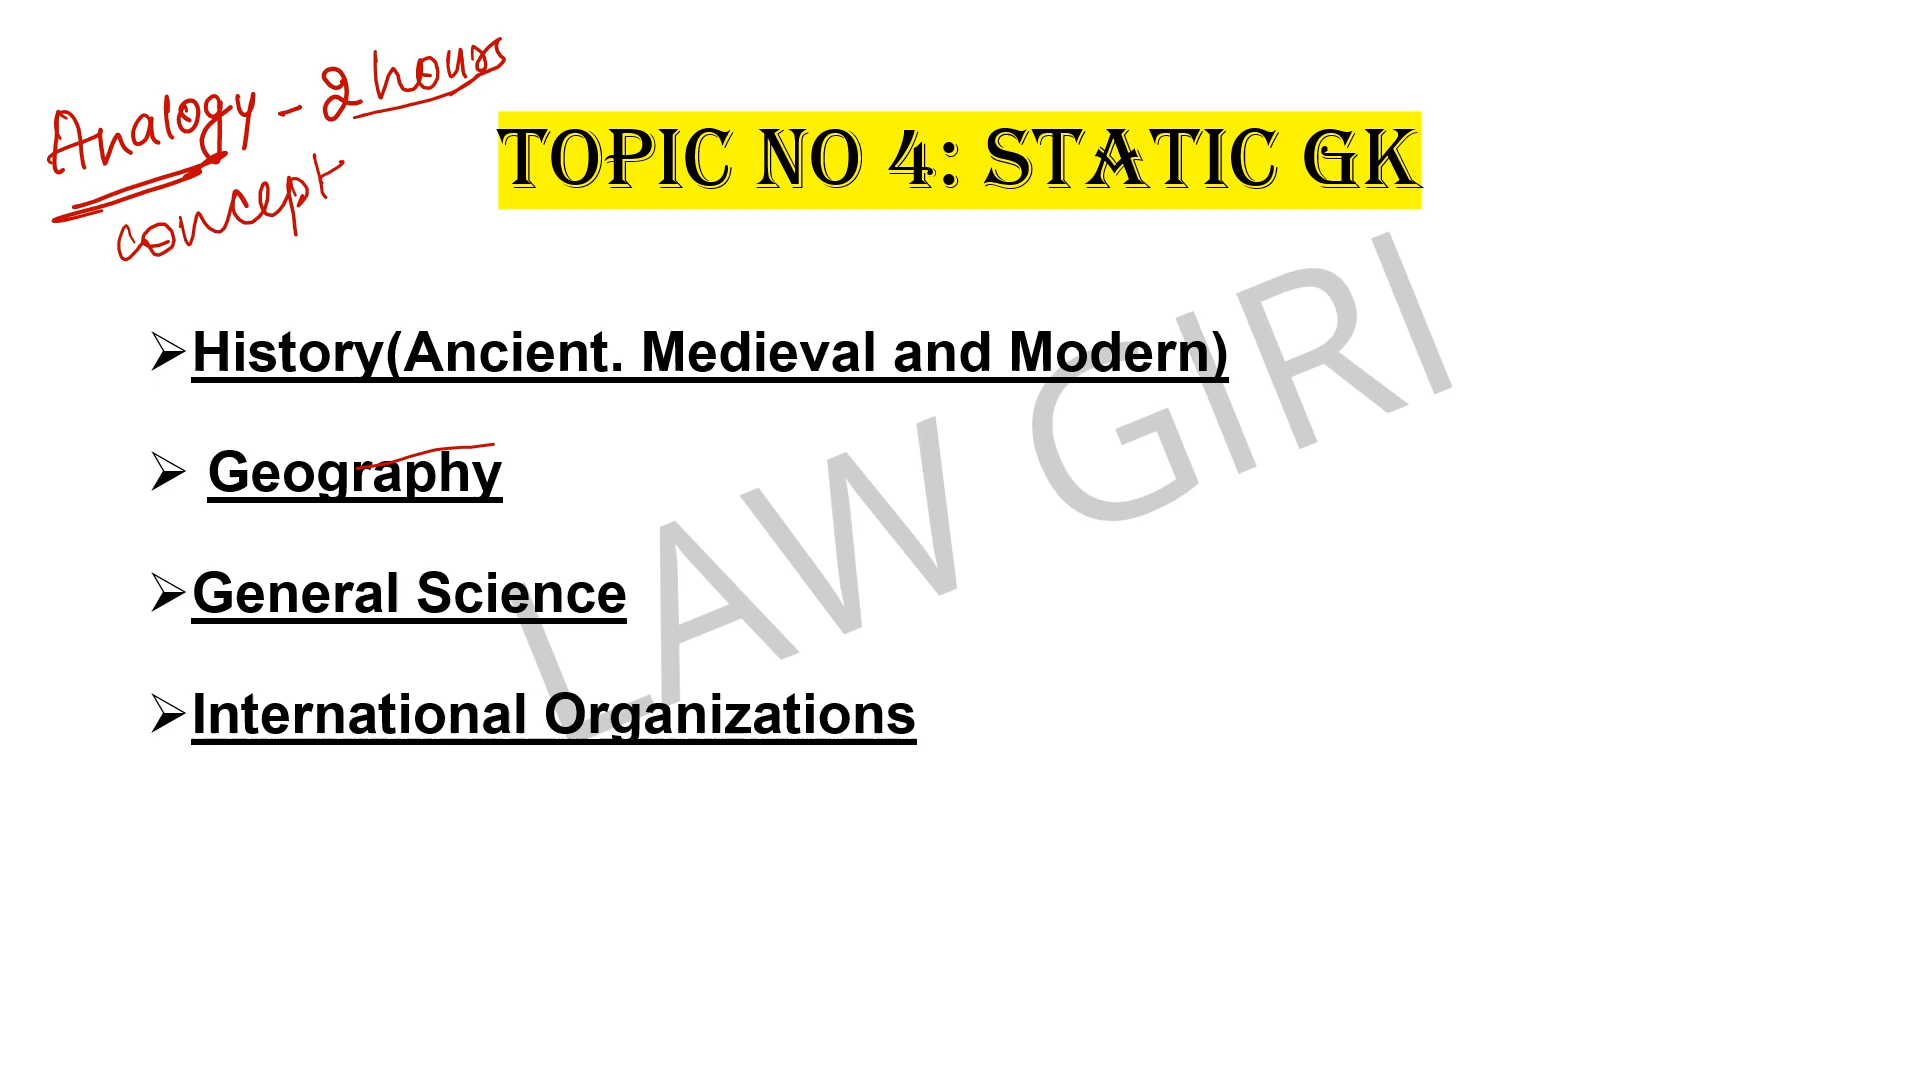 Analogy - 2 hours
concept
TOPIC NO 4: STATIC GK
➢History(Ancient. Medieval and Modern)
➢ Geography
➢General Science
➢International Organizations
LAW GIRI